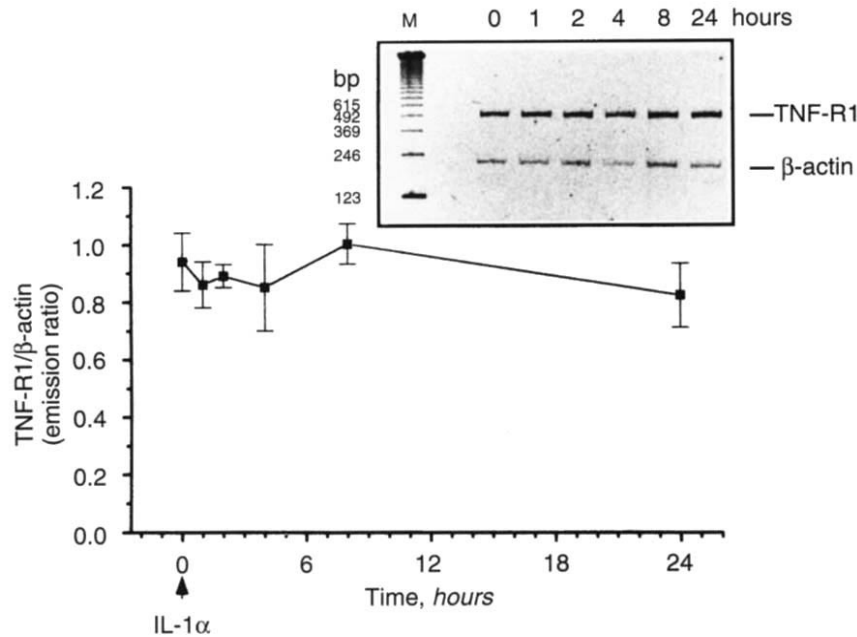 M 0 1 2 4 8 24 hours
bp
615
492
369
246
123
TNF-R1
β-actin
1.2
1.0
0.8
0.6
0.4
0.2
0.0
TNF-R1/β-actin
(emission ratio)
0 6 12 18 24
Time, hours
IL-1α